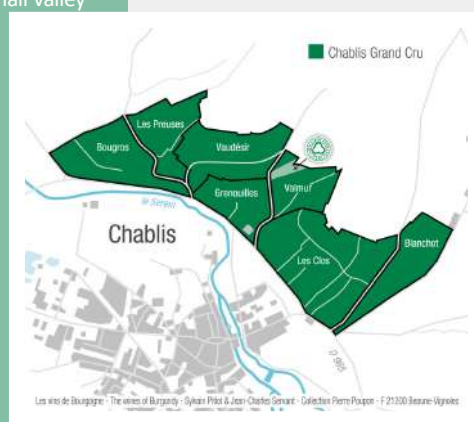 Chablis Grand Cru
Les Preuses
Bougros
Vaudésir
Grenouilles
Valmur
Blanchot
Les Clos
le Serein
Chablis
D 965
Les vins de Bourgogne - The wines of Burgundy - Sylvain Pitiot & Jean-Charles Servant - Collection Pierre Poupon - F 21200 Beaune-Vignoles